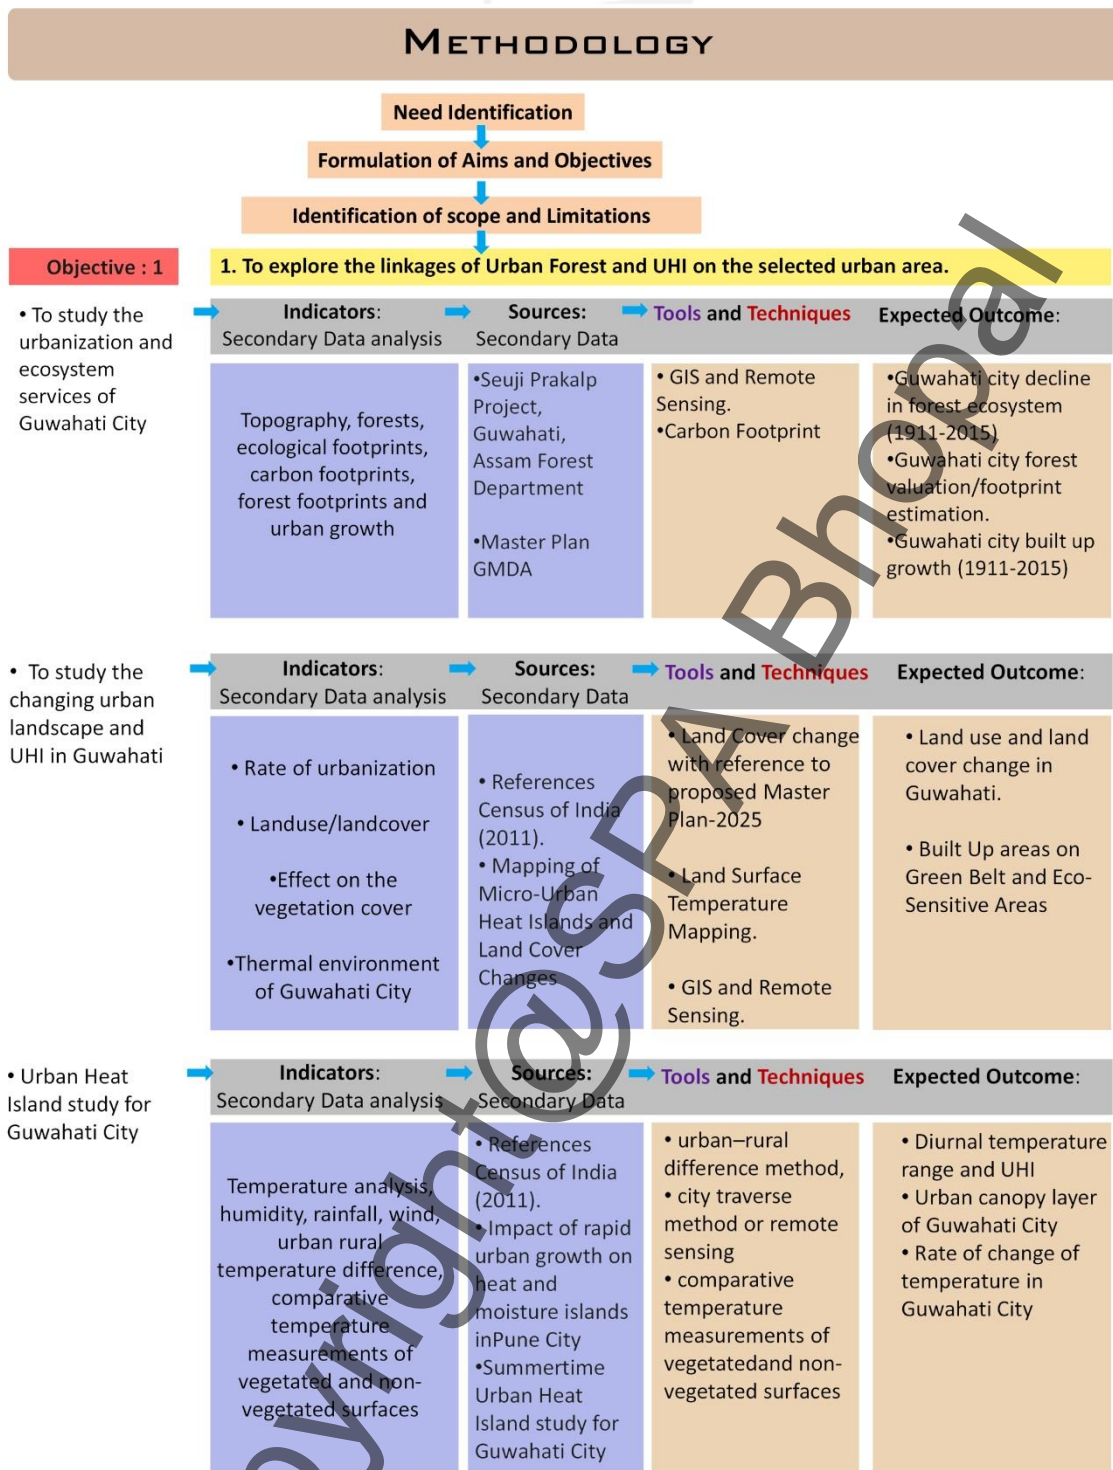 METHODOLOGY
Need Identification
Formulation of Aims and Objectives
Identification of scope and Limitations
Objective : 1
1. To explore the linkages of Urban Forest and UHI on the selected urban area.
• To study the
urbanization and
ecosystem
services of
Guwahati City
Indicators:
Secondary Data analysis
Sources:
Secondary Data
Tools and Techniques
Expected Outcome:
Topography, forests,
ecological footprints,
carbon footprints,
forest footprints and
urban growth
•Seuji Prakalp
Project,
Guwahati,
Assam Forest
Department
•Master Plan
GMDA
• GIS and Remote
Sensing.
•Carbon Footprint
•Guwahati city decline
in forest ecosystem
(1911-2015)
•Guwahati city forest
valuation/footprint
estimation.
•Guwahati city built up
growth (1911-2015)
• To study the
changing urban
landscape and
UHI in Guwahati
Indicators:
Secondary Data analysis
Sources:
Secondary Data
Tools and Techniques
Expected Outcome:
• Rate of urbanization
• Landuse/landcover
•Effect on the
vegetation cover
•Thermal environment
of Guwahati City
• References
Census of India
(2011).
• Mapping of
Micro-Urban
Heat Islands and
Land Cover
Changes
• Land Cover change
with reference to
proposed Master
Plan-2025
• Land Surface
Temperature
Mapping.
• GIS and Remote
Sensing.
• Land use and land
cover change in
Guwahati.
• Built Up areas on
Green Belt and Eco-
Sensitive Areas
• Urban Heat
Island study for
Guwahati City
Indicators:
Secondary Data analysis
Sources:
Secondary Data
Tools and Techniques
Expected Outcome:
Temperature analysis,
humidity, rainfall, wind,
urban rural
temperature difference,
comparative
temperature
measurements of
vegetated and non-
vegetated surfaces
• References
Census of India
(2011).
•Impact of rapid
urban growth on
heat and
moisture islands
inPune City
•Summertime
Urban Heat
Island study for
Guwahati City
• urban–rural
difference method,
• city traverse
method or remote
sensing
• comparative
temperature
measurements of
vegetatedand non-
vegetated surfaces
• Diurnal temperature
range and UHI
• Urban canopy layer
of Guwahati City
• Rate of change of
temperature in
Guwahati City
pyright@SPA Bhopal